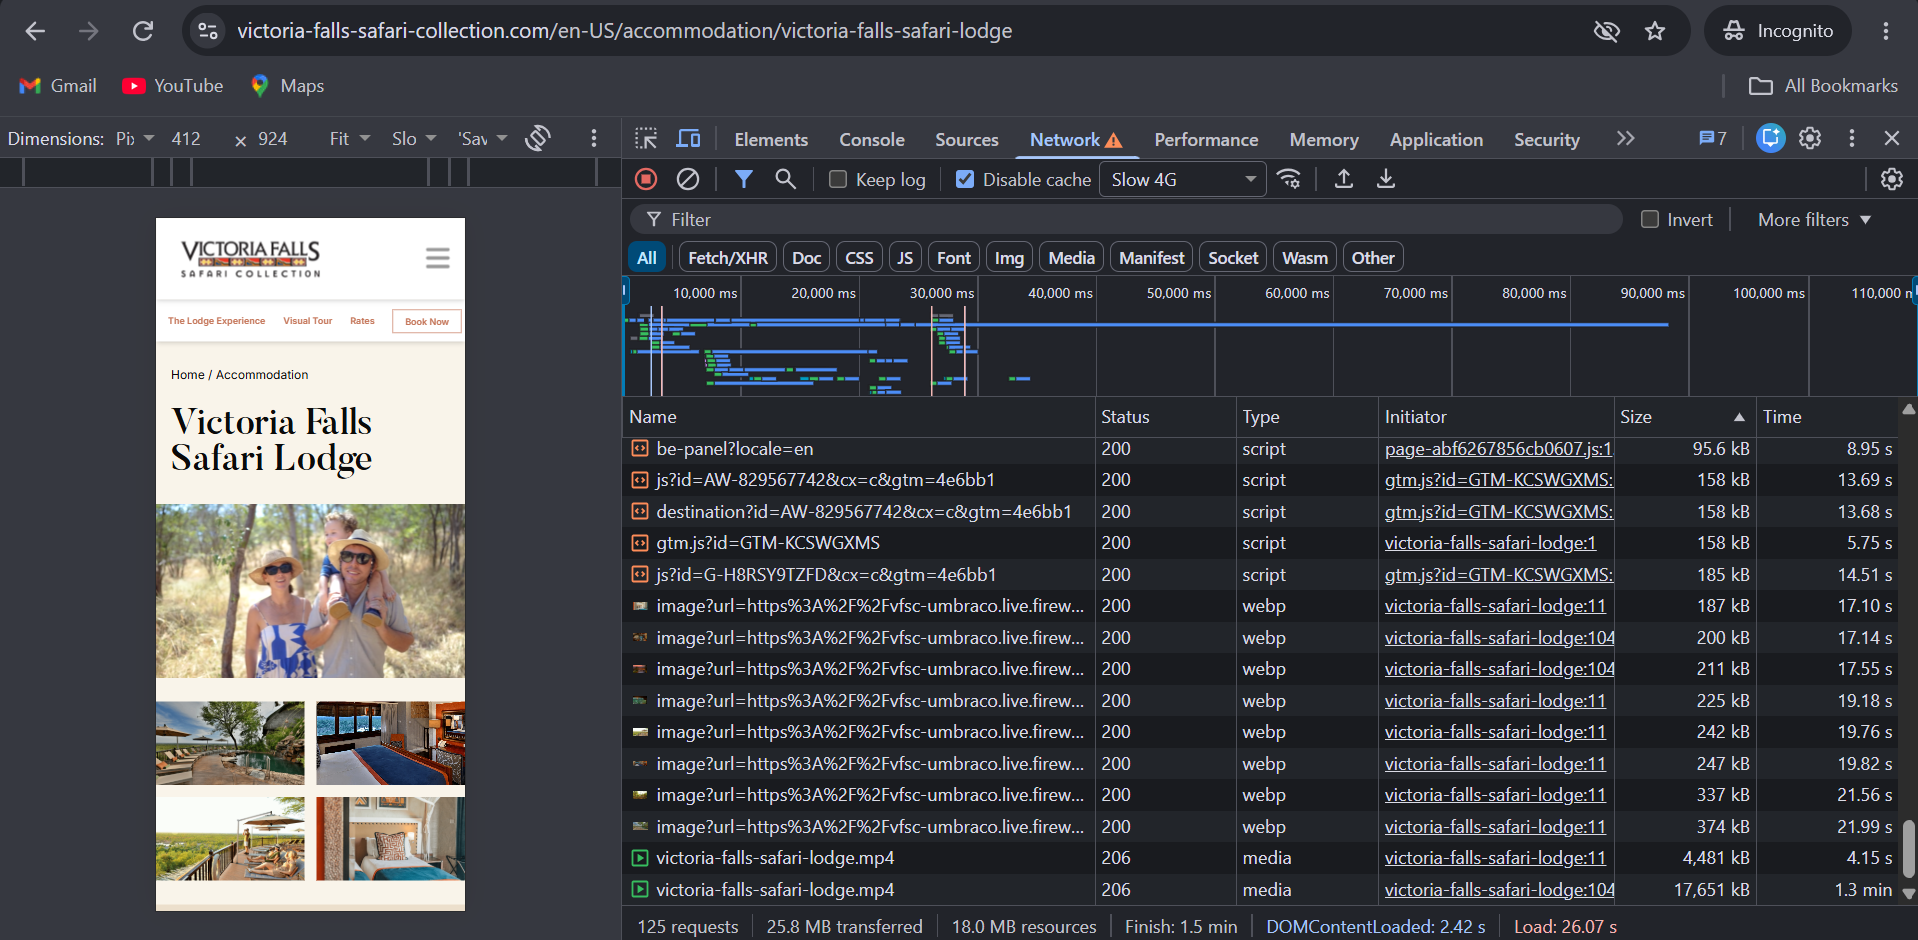 victoria-falls-safari-collection.com/en-US/accommodation/victoria-falls-safari-lodge
Incognito
Gmail
YouTube
Maps
All Bookmarks
Dimensions: Pix 412 × 924 Fit Slo 'Sav
Elements Console Sources Network Performance Memory Application Security 7
Keep log Disable cache Slow 4G
Filter
Invert More filters
All Fetch/XHR Doc CSS JS Font Img Media Manifest Socket Wasm Other
10,000 ms 20,000 ms 30,000 ms 40,000 ms 50,000 ms 60,000 ms 70,000 ms 80,000 ms 90,000 ms 100,000 ms 110,000 m
Name Status Type Initiator Size Time
be-panel?locale=en 200 script page-abf6267856cb0607.js:1 95.6 kB 8.95 s
js?id=AW-829567742&cx=c&gtm=4e6bb1 200 script gtm.js?id=GTM-KCSWGXMS: 158 kB 13.69 s
destination?id=AW-829567742&cx=c&gtm=4e6bb1 200 script gtm.js?id=GTM-KCSWGXMS: 158 kB 13.68 s
gtm.js?id=GTM-KCSWGXMS 200 script victoria-falls-safari-lodge:1 158 kB 5.75 s
js?id=G-H8RSY9TZFD&cx=c&gtm=4e6bb1 200 script gtm.js?id=GTM-KCSWGXMS: 185 kB 14.51 s
image?url=https%3A%2F%2Fvfsc-umbraco.live.firew... 200 webp victoria-falls-safari-lodge:11 187 kB 17.10 s
image?url=https%3A%2F%2Fvfsc-umbraco.live.firew... 200 webp victoria-falls-safari-lodge:104 200 kB 17.14 s
image?url=https%3A%2F%2Fvfsc-umbraco.live.firew... 200 webp victoria-falls-safari-lodge:104 211 kB 17.55 s
image?url=https%3A%2F%2Fvfsc-umbraco.live.firew... 200 webp victoria-falls-safari-lodge:11 225 kB 19.18 s
image?url=https%3A%2F%2Fvfsc-umbraco.live.firew... 200 webp victoria-falls-safari-lodge:11 242 kB 19.76 s
image?url=https%3A%2F%2Fvfsc-umbraco.live.firew... 200 webp victoria-falls-safari-lodge:11 247 kB 19.82 s
image?url=https%3A%2F%2Fvfsc-umbraco.live.firew... 200 webp victoria-falls-safari-lodge:11 337 kB 21.56 s
image?url=https%3A%2F%2Fvfsc-umbraco.live.firew... 200 webp victoria-falls-safari-lodge:11 374 kB 21.99 s
victoria-falls-safari-lodge.mp4 206 media victoria-falls-safari-lodge:11 4,481 kB 4.15 s
victoria-falls-safari-lodge.mp4 206 media victoria-falls-safari-lodge:104 17,651 kB 1.3 min
125 requests 25.8 MB transferred 18.0 MB resources Finish: 1.5 min DOMContentLoaded: 2.42 s Load: 26.07 s
VICTORIA FALLS
SAFARI COLLECTION
The Lodge Experience Visual Tour Rates Book Now
Home / Accommodation
Victoria Falls
Safari Lodge